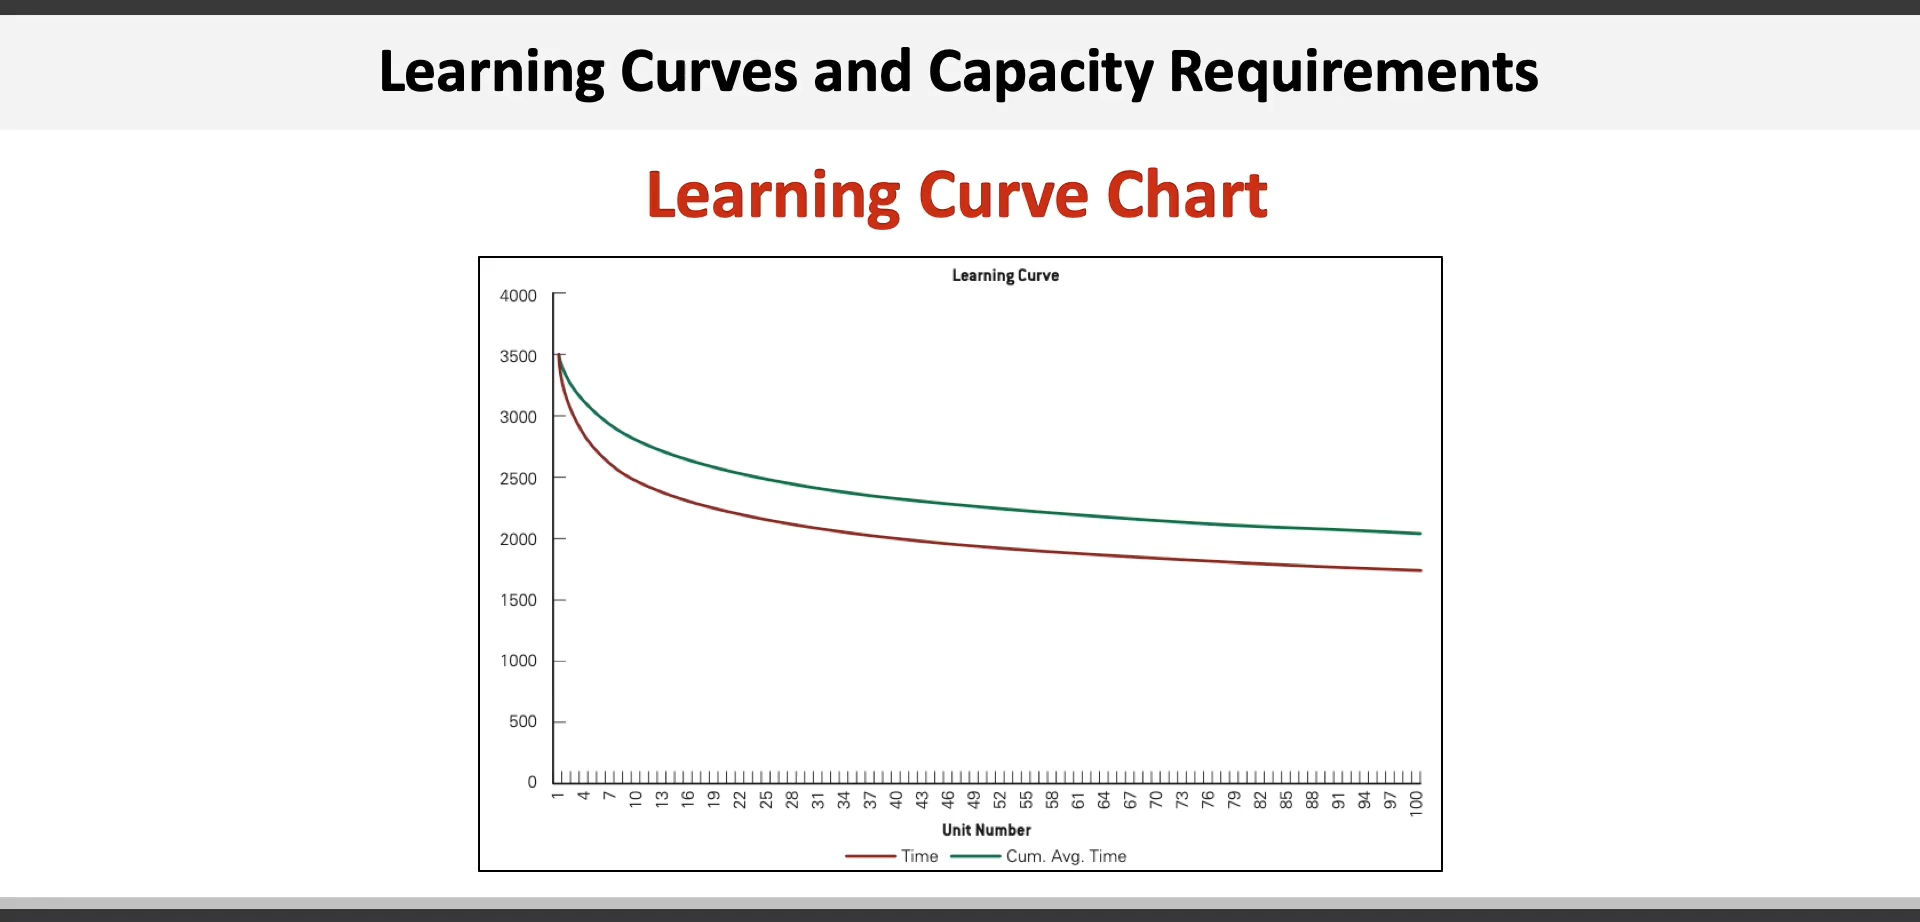 Learning Curves and Capacity Requirements
Learning Curve Chart
Learning Curve
4000
3500
3000
2500
2000
1500
1000
500
0
1 4 7 10 13 16 19 22 25 28 31 34 37 40 43 46 49 52 55 58 61 64 67 70 73 76 79 82 85 88 91 94 97 100
Unit Number
Time Cum. Avg. Time